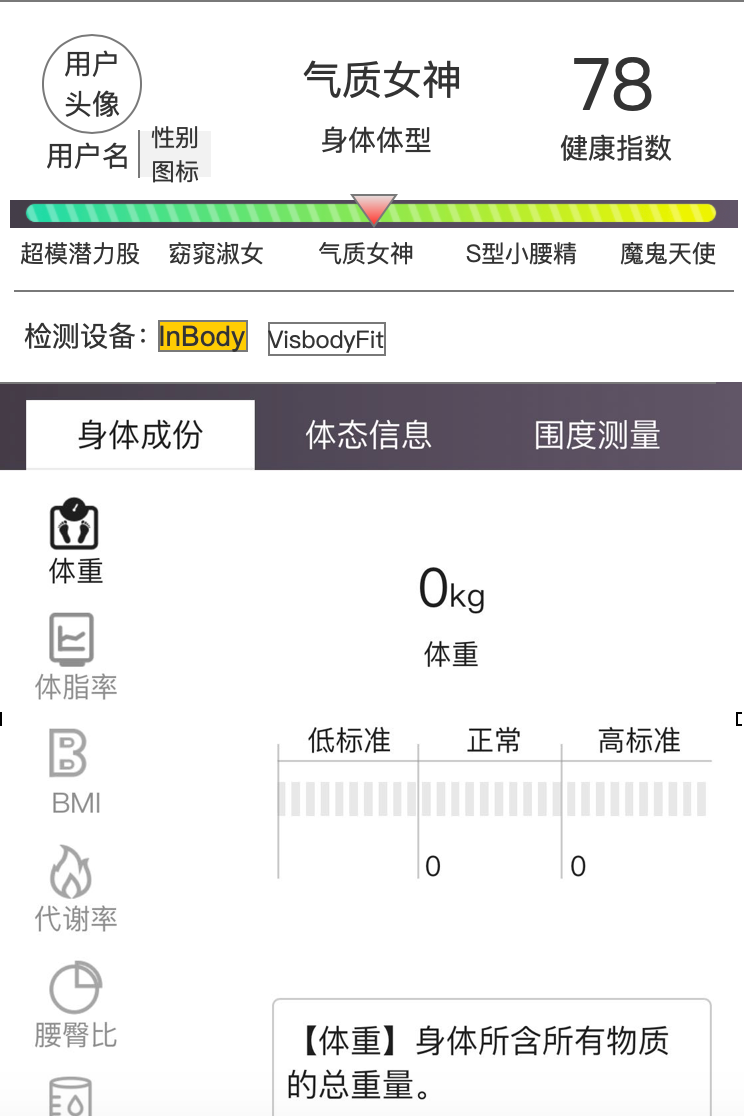 用户
头像
用户名
性别
图标
气质女神
身体体型
78
健康指数
超模潜力股 窈窕淑女 气质女神 S型小腰精 魔鬼天使
检测设备： InBody VisbodyFit
身体成份 体态信息 围度测量
体重
体脂率
BMI
代谢率
腰臀比
0kg
体重
低标准 正常 高标准
0 0
【体重】身体所含所有物质
的总重量。